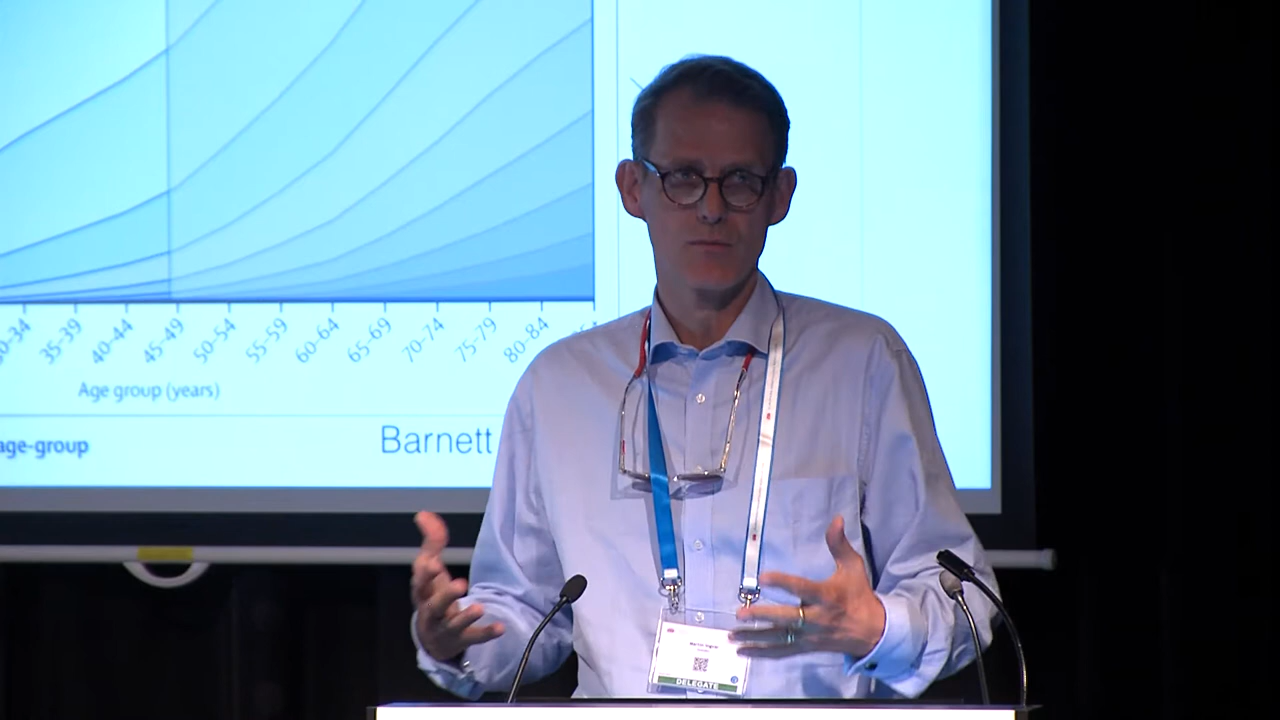 35-39
40-44
45-49
50-54
55-59
60-64
65-69
70-74
75-79
80-84
Age group (years)
age-group
Barnett
DELEGATE